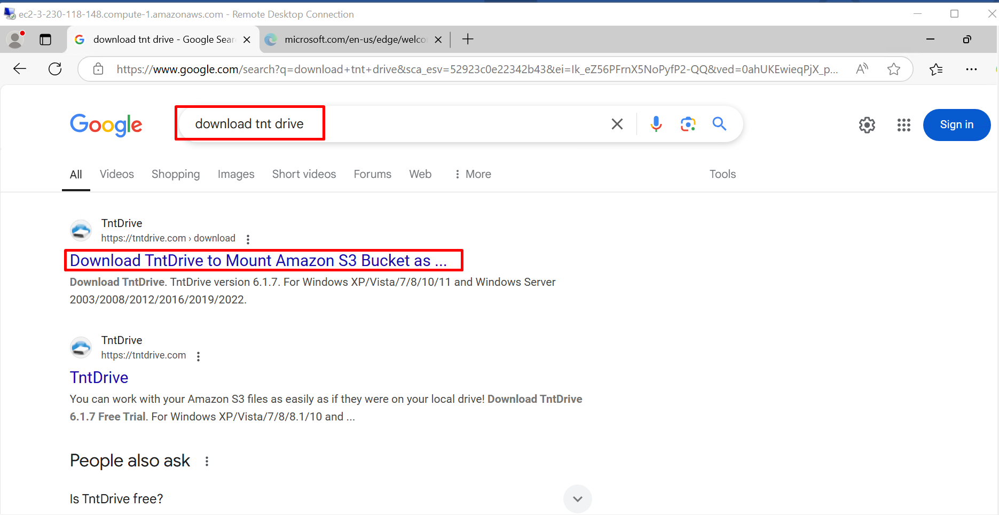 ec2-3-230-118-148.compute-1.amazonaws.com - Remote Desktop Connection
download tnt drive - Google Sear
microsoft.com/en-us/edge/welco
https://www.google.com/search?q=download+tnt+drive&sca_esv=52923c0e22342b43&ei=Ik_eZ56PFrnX5NoPyfP2-QQ&ved=0ahUKEwieqPjX_p...
Google
download tnt drive
Sign in
All Videos Shopping Images Short videos Forums Web More Tools
TntDrive
https://tntdrive.com › download
Download TntDrive to Mount Amazon S3 Bucket as ...
Download TntDrive. TntDrive version 6.1.7. For Windows XP/Vista/7/8/10/11 and Windows Server
2003/2008/2012/2016/2019/2022.
TntDrive
https://tntdrive.com
TntDrive
You can work with your Amazon S3 files as easily as if they were on your local drive! Download TntDrive
6.1.7 Free Trial. For Windows XP/Vista/7/8/8.1/10 and ...
People also ask
Is TntDrive free?